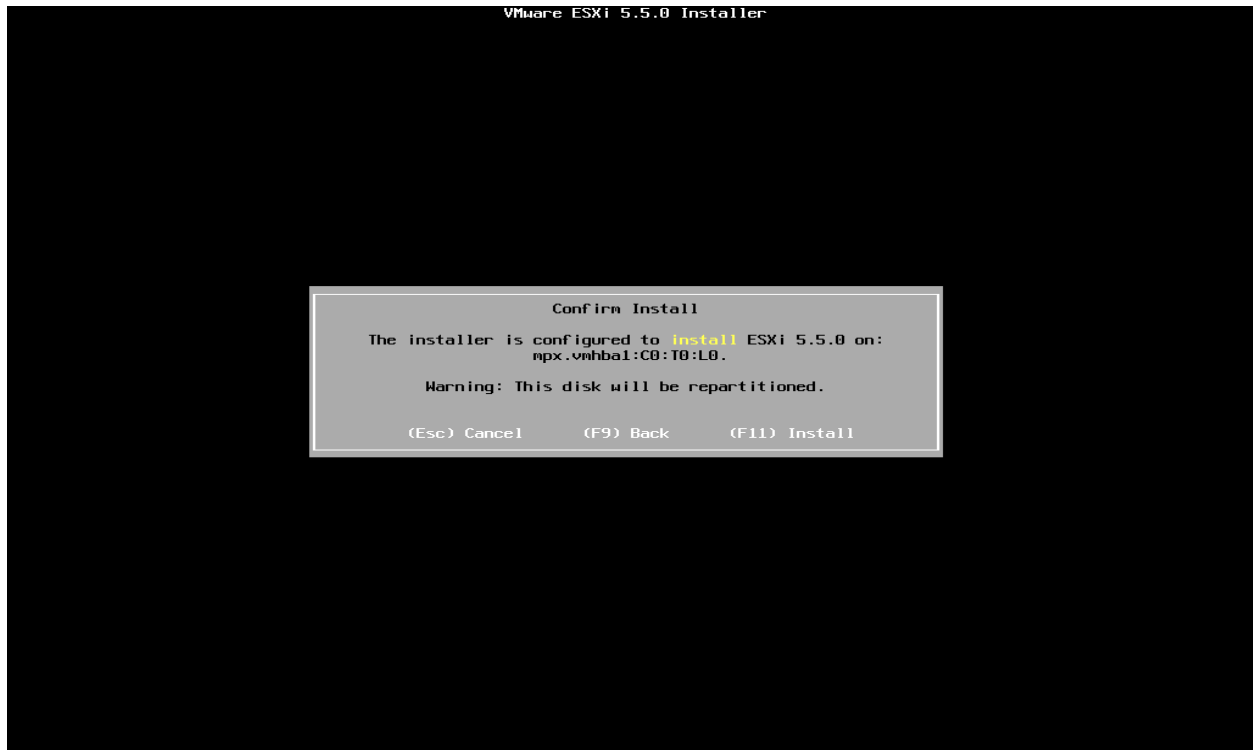 VMware ESXi 5.5.0 Installer
Confirm Install
The installer is configured to install ESXi 5.5.0 on:
mpx.vmhba1:C0:T0:L0.
Warning: This disk will be repartitioned.
(Esc) Cancel (F9) Back (F11) Install